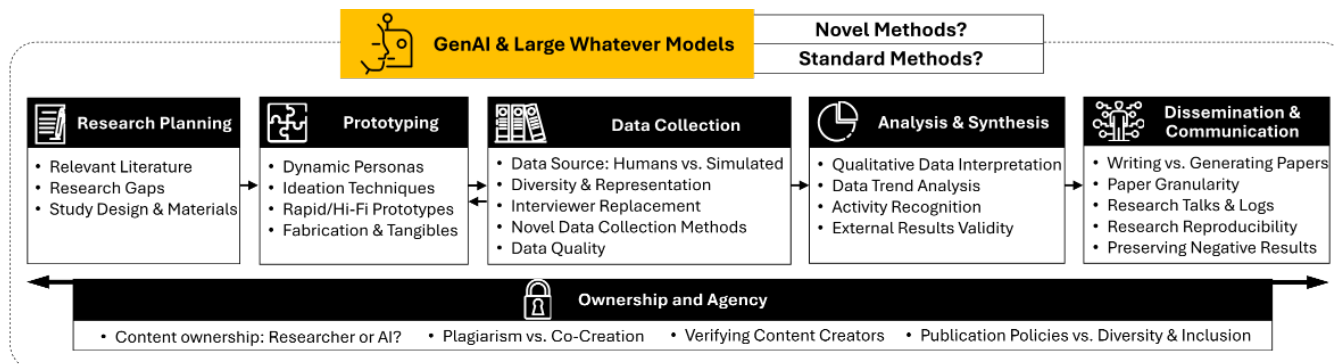 GenAI & Large Whatever Models
Novel Methods?
Standard Methods?
Research Planning
• Relevant Literature
• Research Gaps
• Study Design & Materials
Prototyping
• Dynamic Personas
• Ideation Techniques
• Rapid/Hi-Fi Prototypes
• Fabrication & Tangibles
Data Collection
• Data Source: Humans vs. Simulated
• Diversity & Representation
• Interviewer Replacement
• Novel Data Collection Methods
• Data Quality
Analysis & Synthesis
• Qualitative Data Interpretation
• Data Trend Analysis
• Activity Recognition
• External Results Validity
Dissemination &
Communication
• Writing vs. Generating Papers
• Paper Granularity
• Research Talks & Logs
• Research Reproducibility
• Preserving Negative Results
Ownership and Agency
• Content ownership: Researcher or AI? • Plagiarism vs. Co-Creation • Verifying Content Creators • Publication Policies vs. Diversity & Inclusion